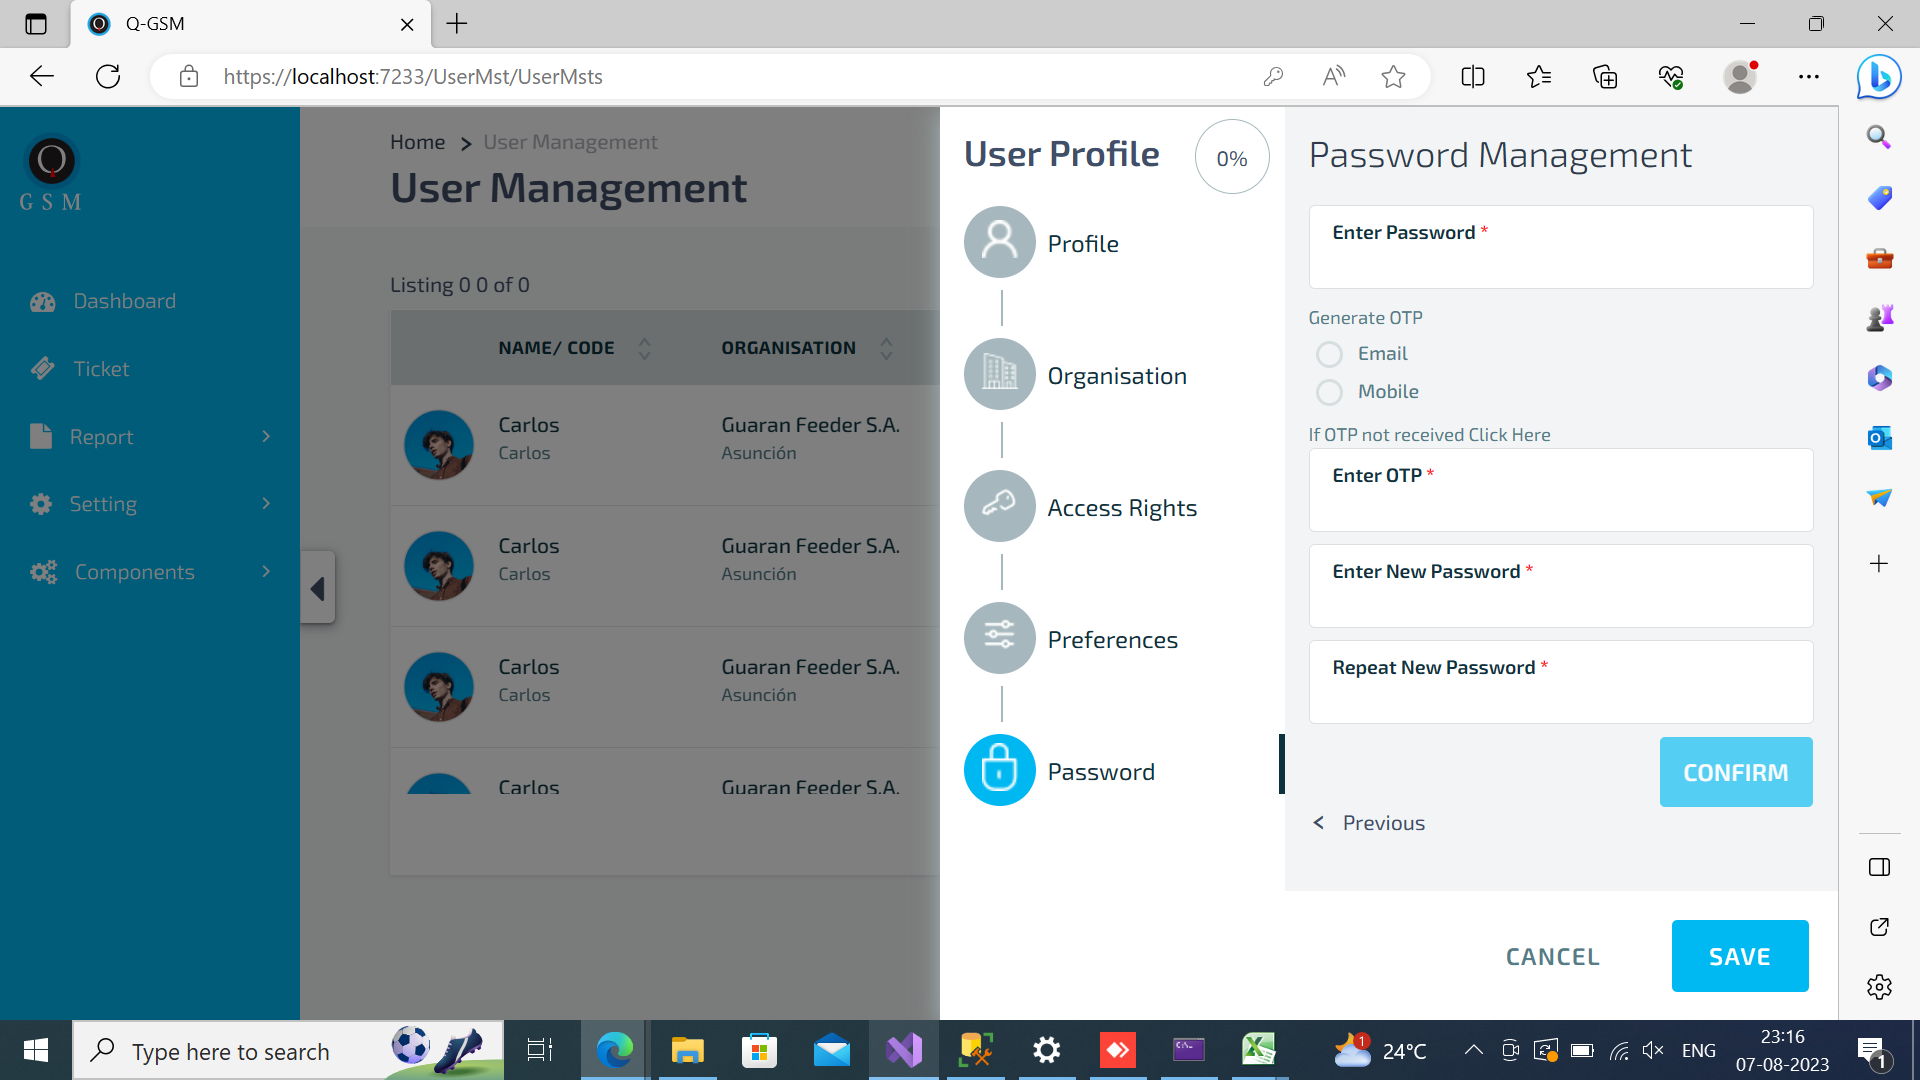 Q-GSM
https://localhost:7233/UserMst/UserMsts
Q
GSM
Dashboard
Ticket
Report
Setting
Components
Home > User Management
User Management
Listing 0 0 of 0
NAME/ CODE ORGANISATION
Carlos Guaran Feeder S.A.
Carlos Asunción
Carlos Guaran Feeder S.A.
Carlos Asunción
Carlos Guaran Feeder S.A.
Carlos Asunción
Carlos Guaran Feeder S.A.
User Profile
0%
Profile
Organisation
Access Rights
Preferences
Password
Password Management
Enter Password *
Generate OTP
Email
Mobile
If OTP not received Click Here
Enter OTP *
Enter New Password *
Repeat New Password *
CONFIRM
< Previous
CANCEL
SAVE
Type here to search
1
24°C
ENG
23:16
07-08-2023
1